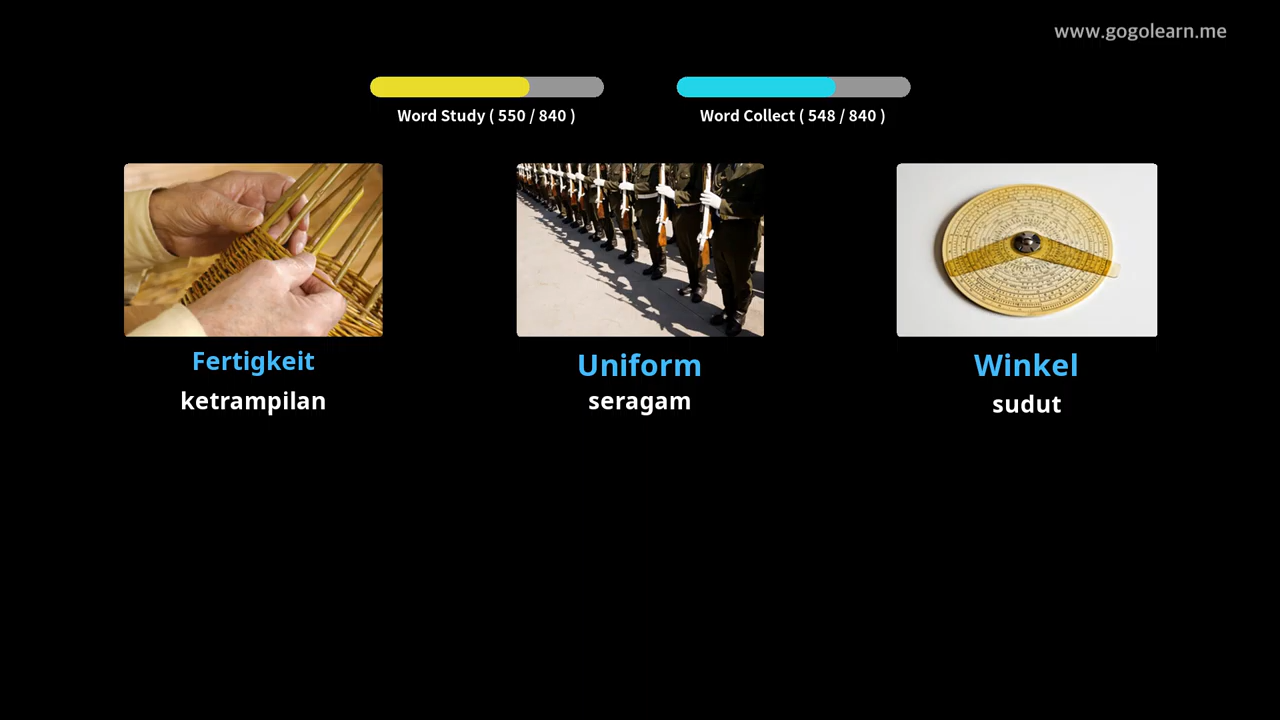 www.gogolearn.me
Word Study ( 550 / 840 )
Word Collect ( 548 / 840 )
Fertigkeit
ketrampilan
Uniform
seragam
Winkel
sudut